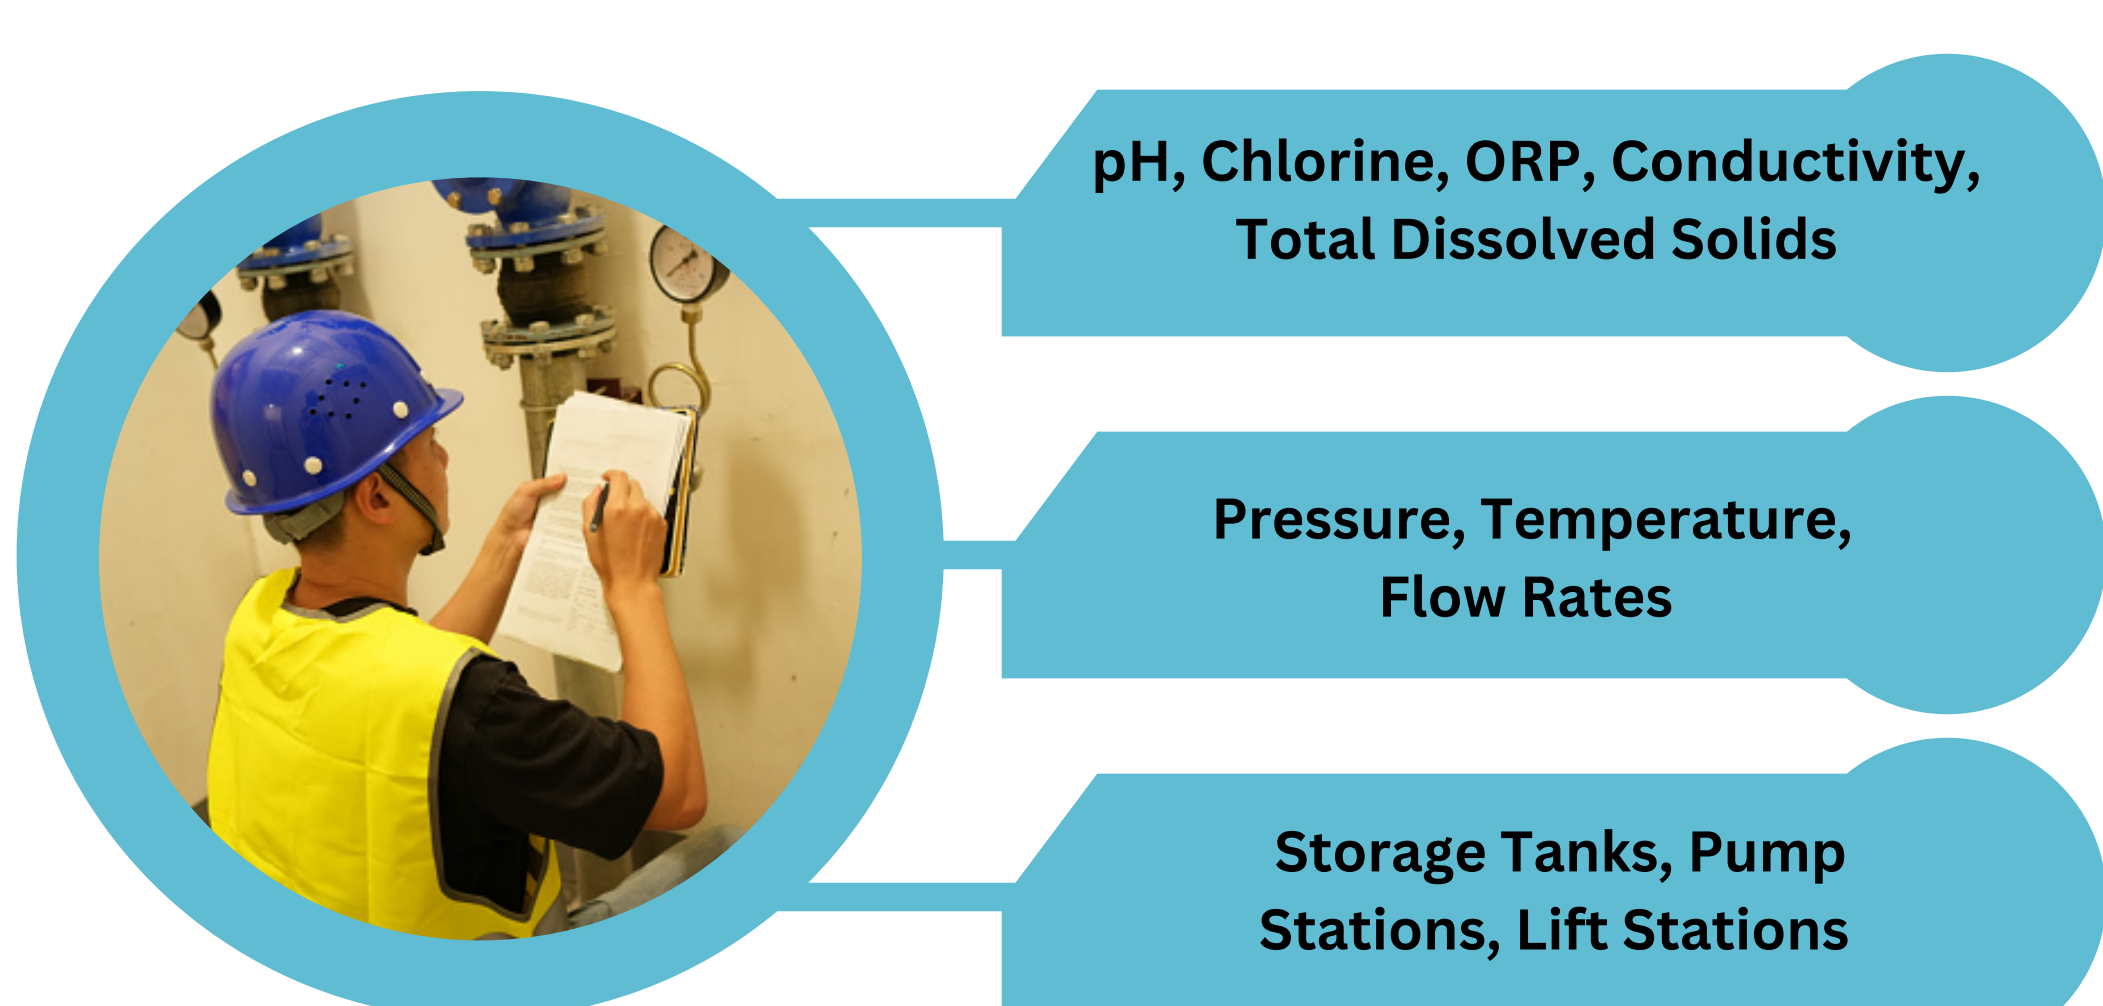 pH, Chlorine, ORP, Conductivity,
Total Dissolved Solids
Pressure, Temperature,
Flow Rates
Storage Tanks, Pump
Stations, Lift Stations